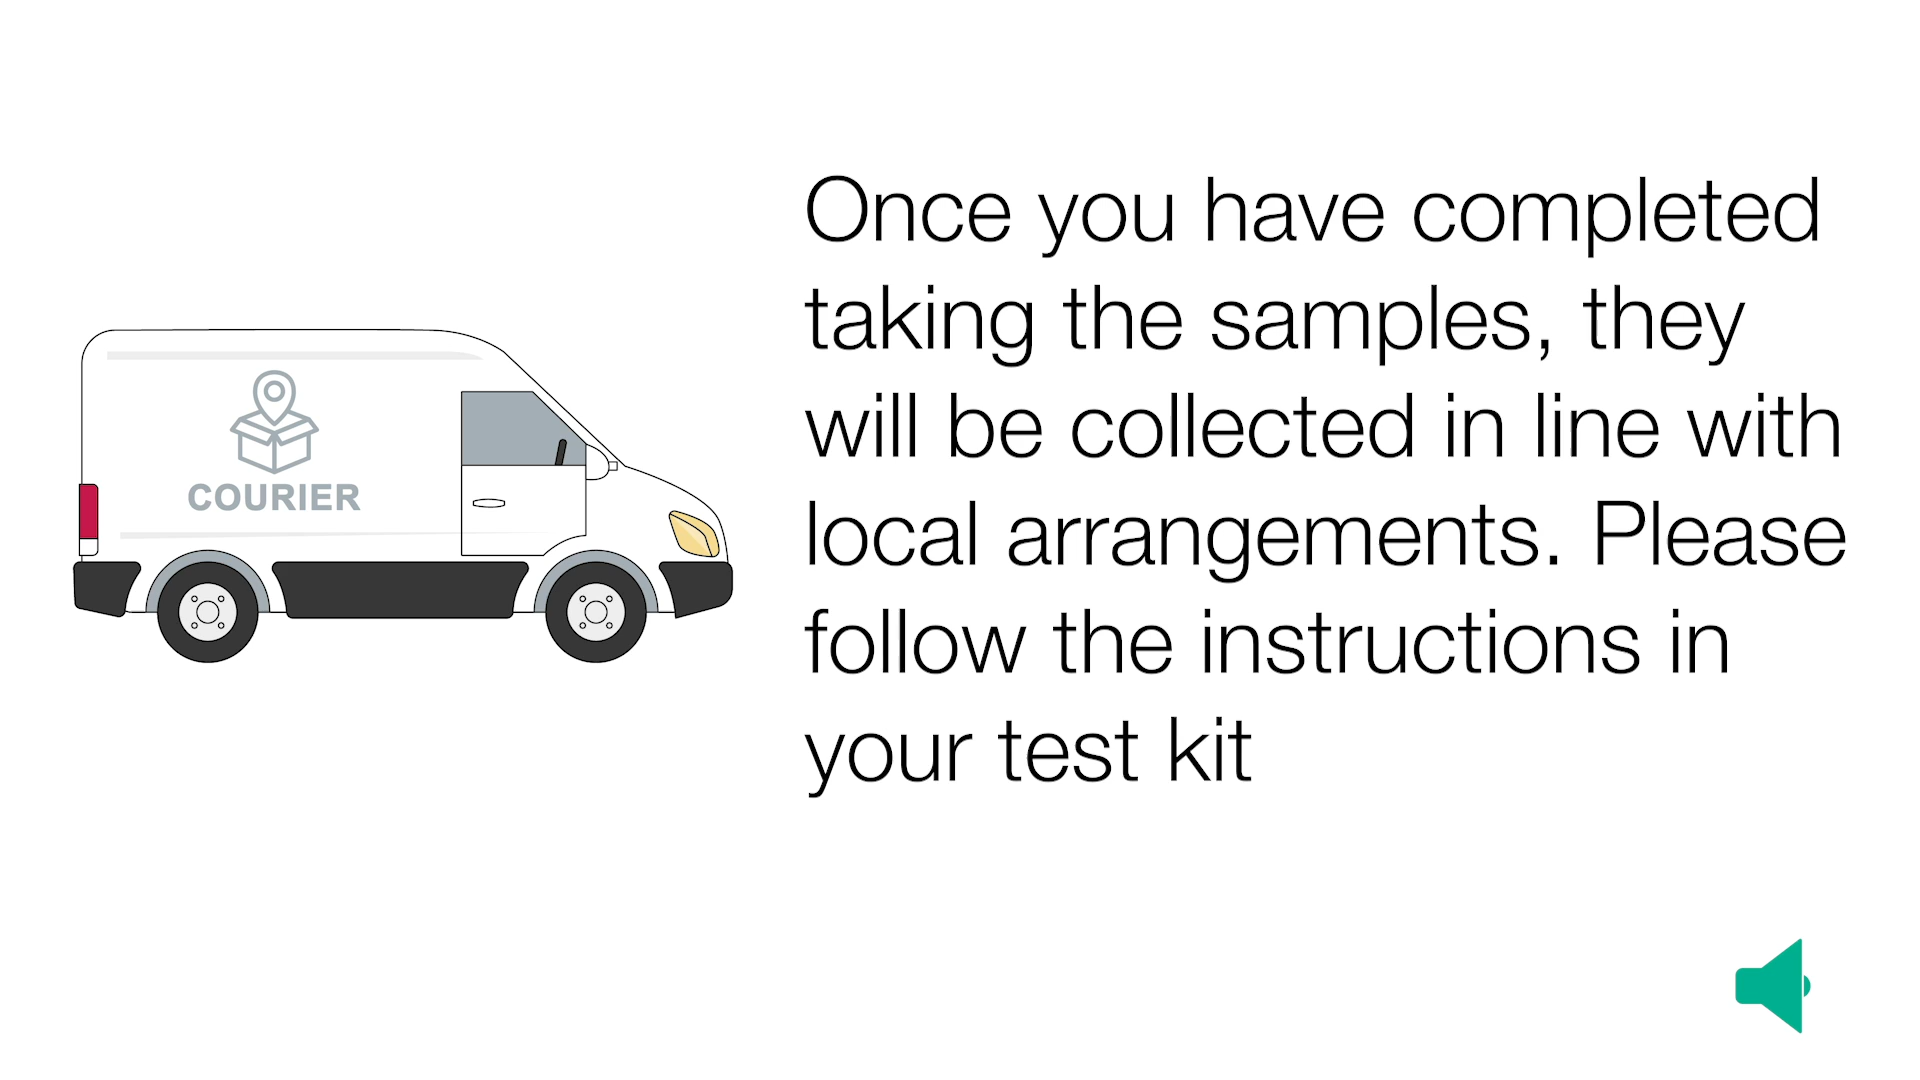 COURIER
Once you have completed
taking the samples, they
will be collected in line with
local arrangements. Please
follow the instructions in
your test kit